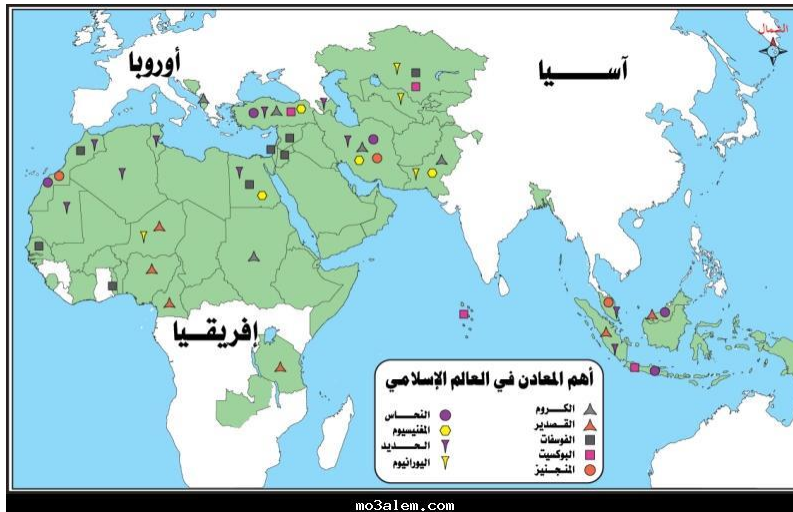 الشمال
أوروبا
آسيا
إفريقيا
أهم المعادن في العالم الإسلامي
الكروم
القصدير
الفوسفات
البوكسيت
المنجنيز
النحاس
المغنيسيوم
الحديد
اليورانيوم
mo3alem.com